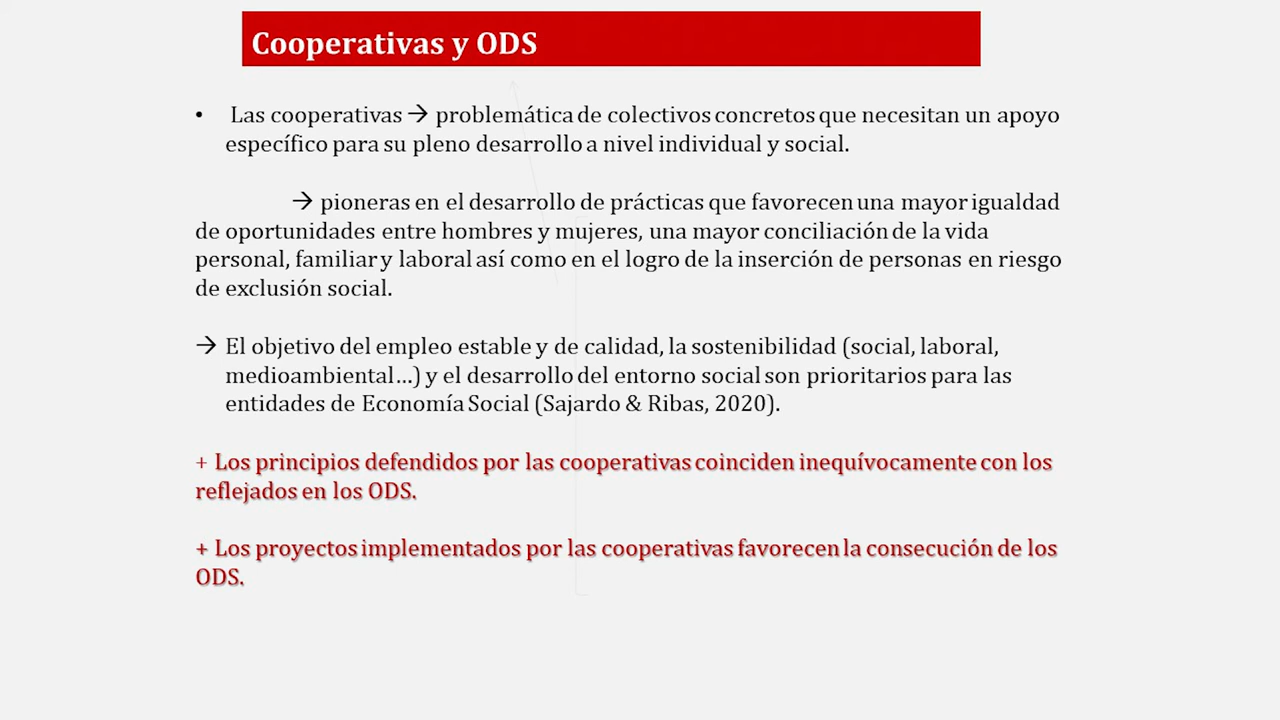 Cooperativas y ODS
• Las cooperativas → problemática de colectivos concretos que necesitan un apoyo
específico para su pleno desarrollo a nivel individual y social.
→ pioneras en el desarrollo de prácticas que favorecen una mayor igualdad
de oportunidades entre hombres y mujeres, una mayor conciliación de la vida
personal, familiar y laboral así como en el logro de la inserción de personas en riesgo
de exclusión social.
→ El objetivo del empleo estable y de calidad, la sostenibilidad (social, laboral,
medioambiental…) y el desarrollo del entorno social son prioritarios para las
entidades de Economía Social (Sajardo & Ribas, 2020).
+ Los principios defendidos por las cooperativas coinciden inequívocamente con los
reflejados en los ODS.
+ Los proyectos implementados por las cooperativas favorecen la consecución de los
ODS.